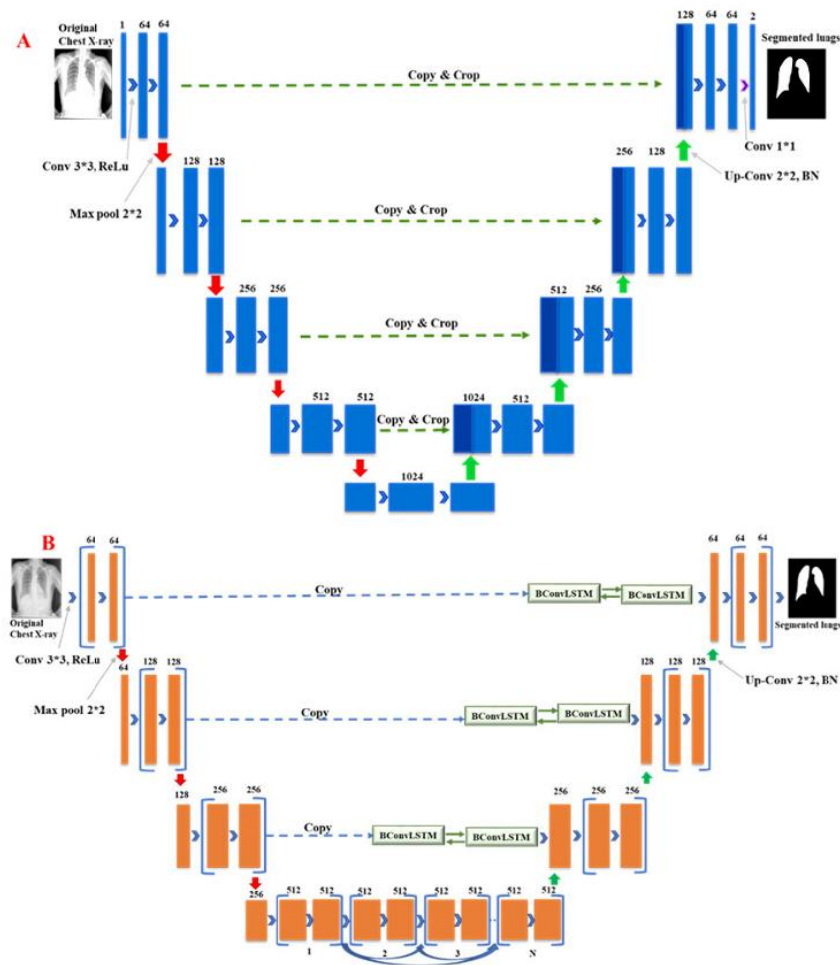 A
Original
Chest X-ray
1 64 64
Copy & Crop
128 64 64 2
Segmented lungs
Conv 3*3, ReLu
Conv 1*1
Max pool 2*2
128 128
Copy & Crop
256 128
Up-Conv 2*2, BN
256 256
Copy & Crop
512 256
512 512
Copy & Crop
1024 512
1024
B
64 64
Original
Chest X-ray
Copy
BConvLSTM BConvLSTM
64 64 64
Segmented lungs
Conv 3*3, ReLu
Max pool 2*2
64 128 128
Copy
BConvLSTM BConvLSTM
128 128 128
Up-Conv 2*2, BN
128 256 256
Copy
BConvLSTM BConvLSTM
256 256 256
256 512 512 512 512 512 512 512 512
1 2 3 N